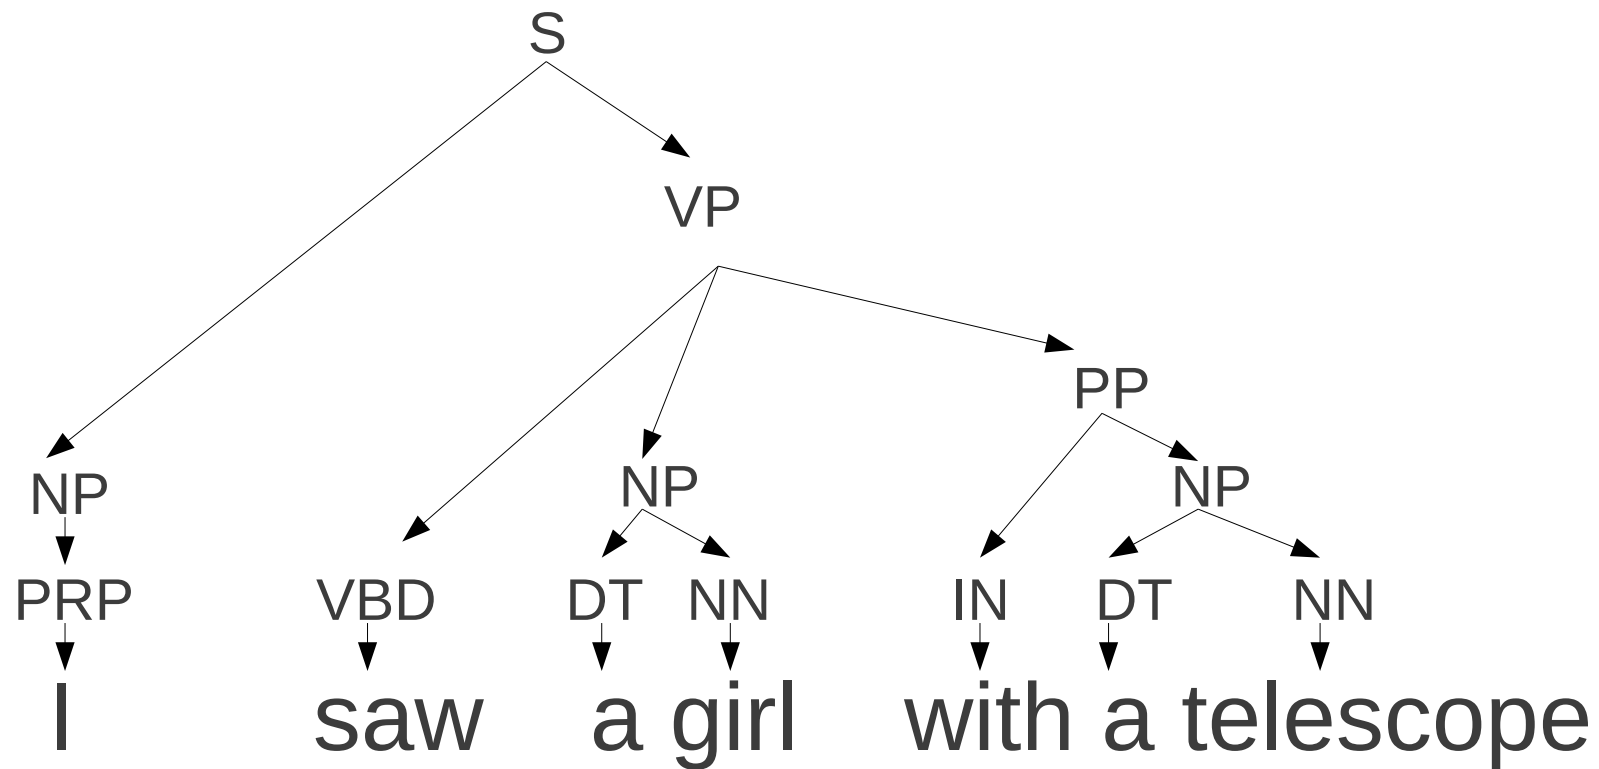 S
VP
PP
NP NP NP
PRP VBD DT NN IN DT NN
I saw a girl with a telescope